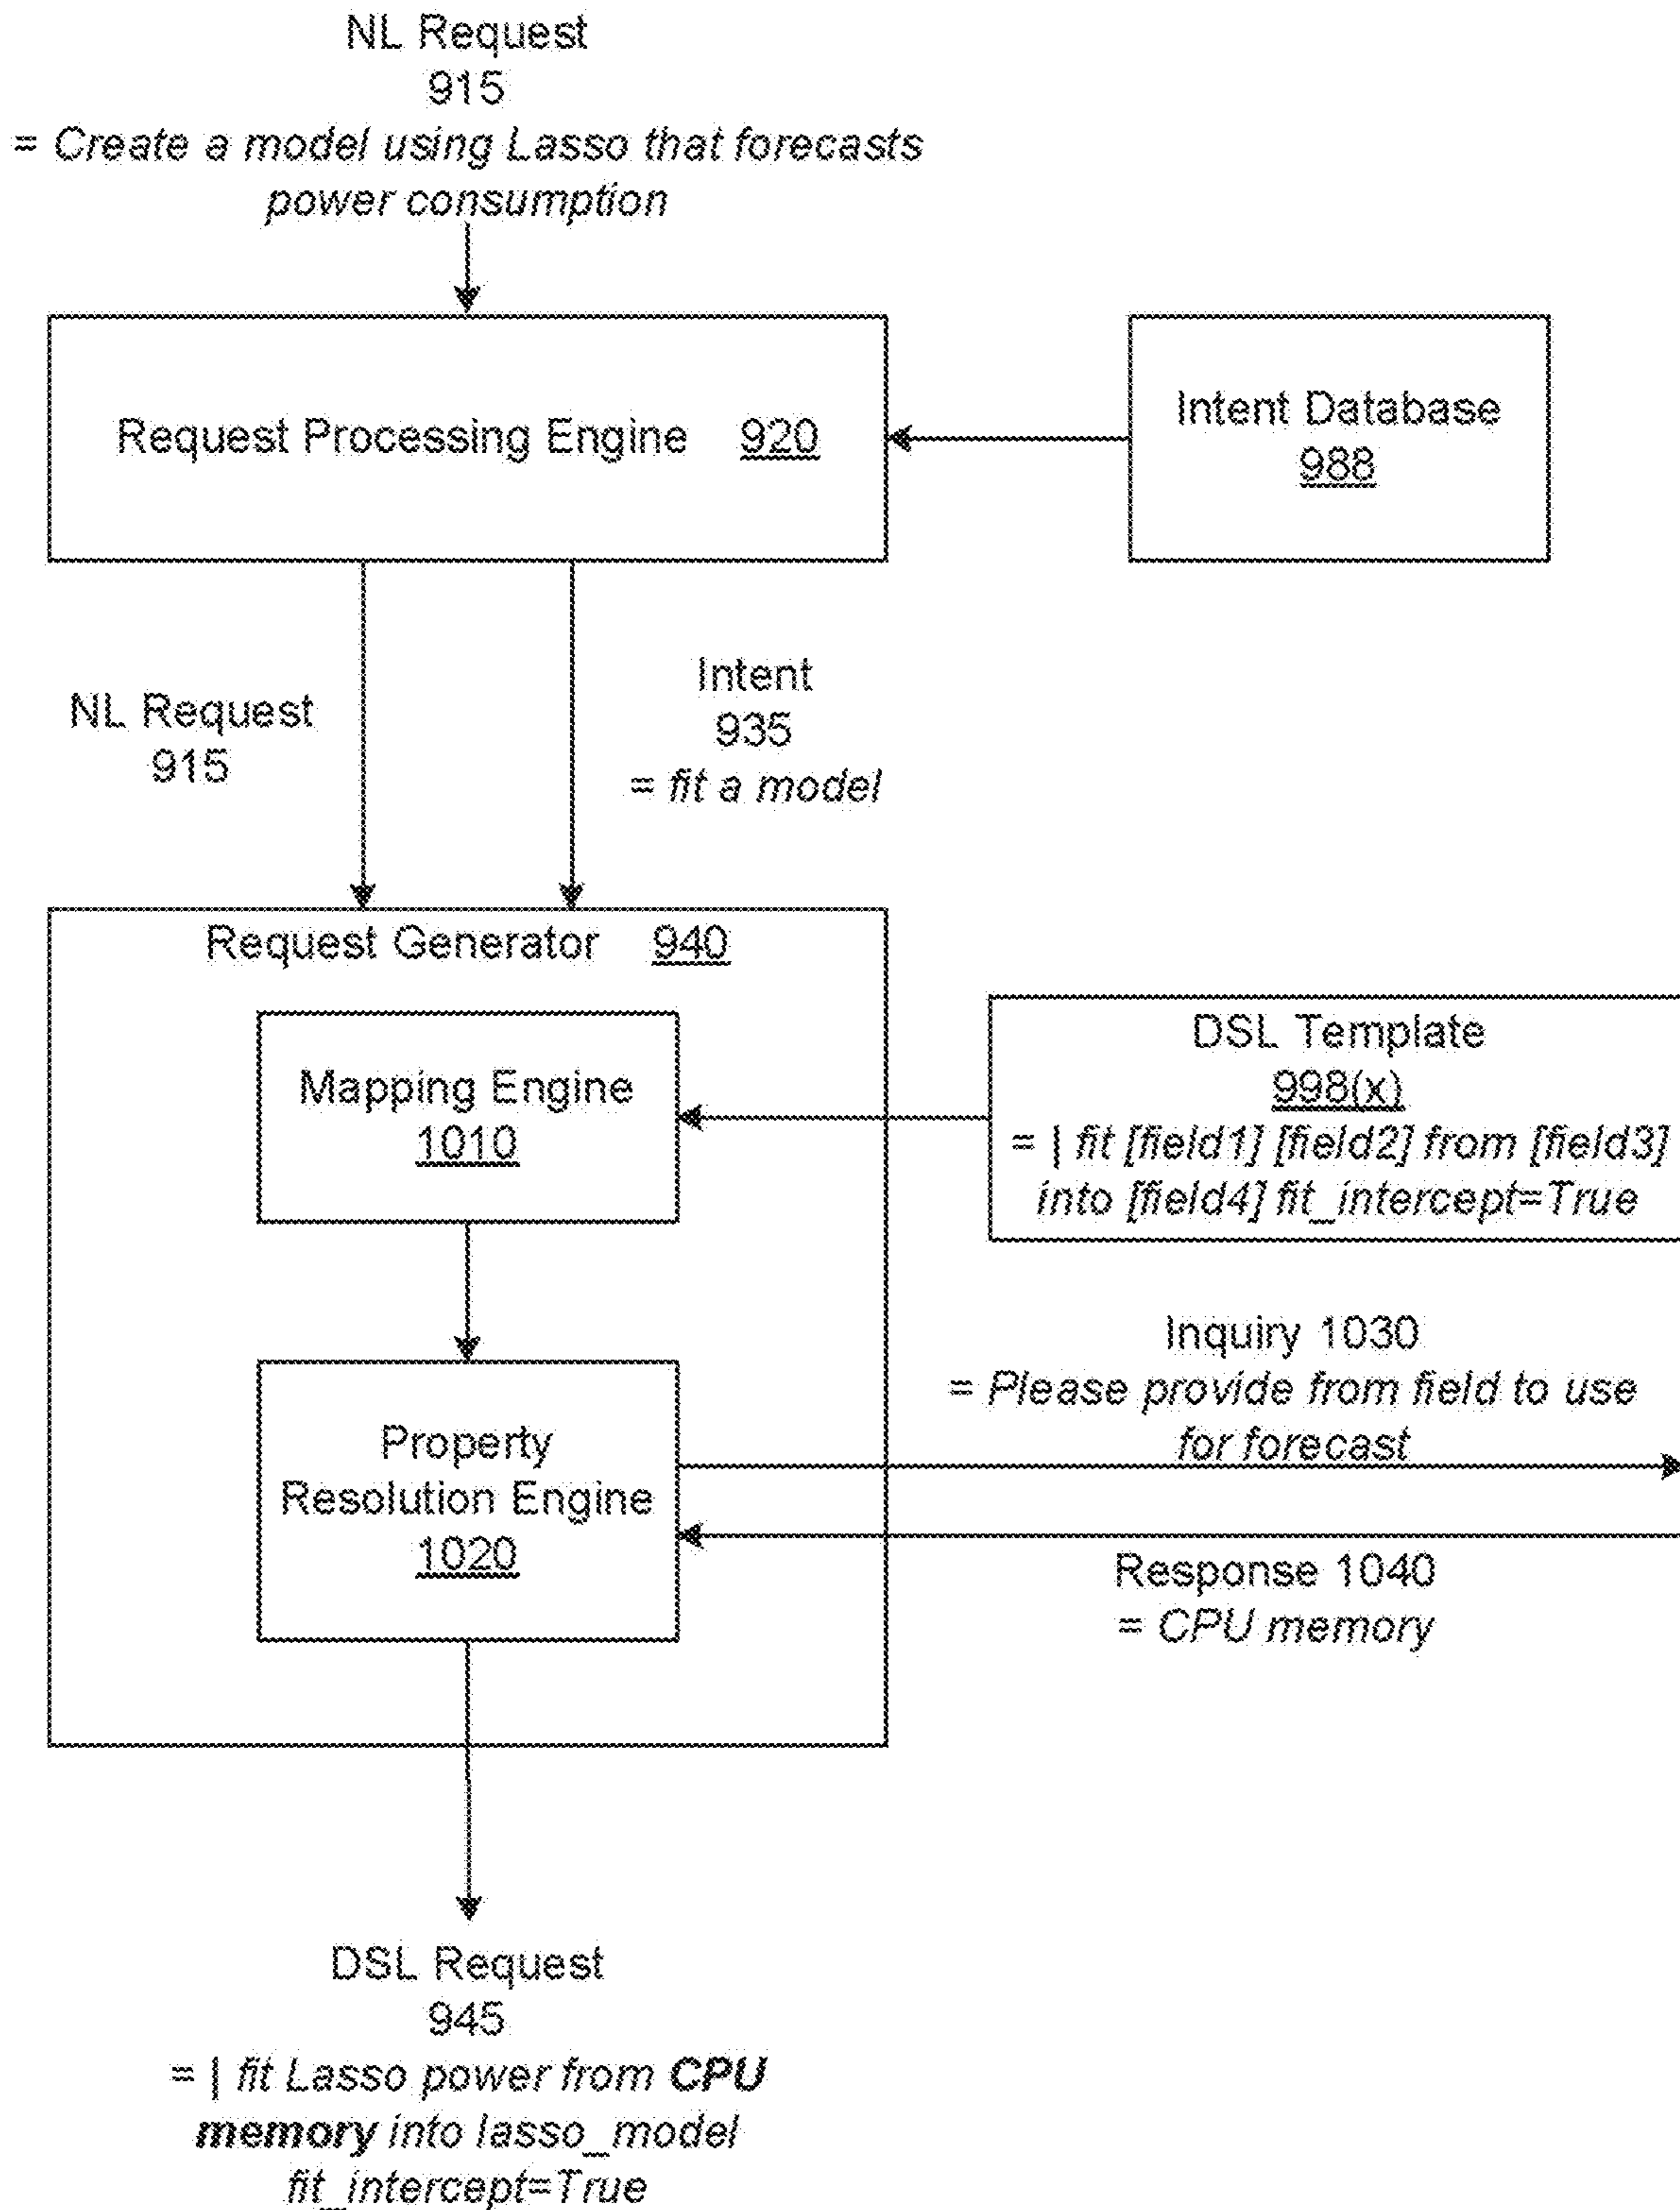 NL Request
915
= Create a model using Lasso that forecasts
power consumption
Request Processing Engine 920
Intent Database
988
NL Request
915
Intent
935
= fit a model
Request Generator 940
Mapping Engine
1010
DSL Template
998(x)
= | fit [field1] [field2] from [field3]
into [field4] fit_intercept=True
Inquiry 1030
= Please provide from field to use
for forecast
Property
Resolution Engine
1020
Response 1040
= CPU memory
DSL Request
945
= | fit Lasso power from CPU
memory into lasso_model
fit_intercept=True